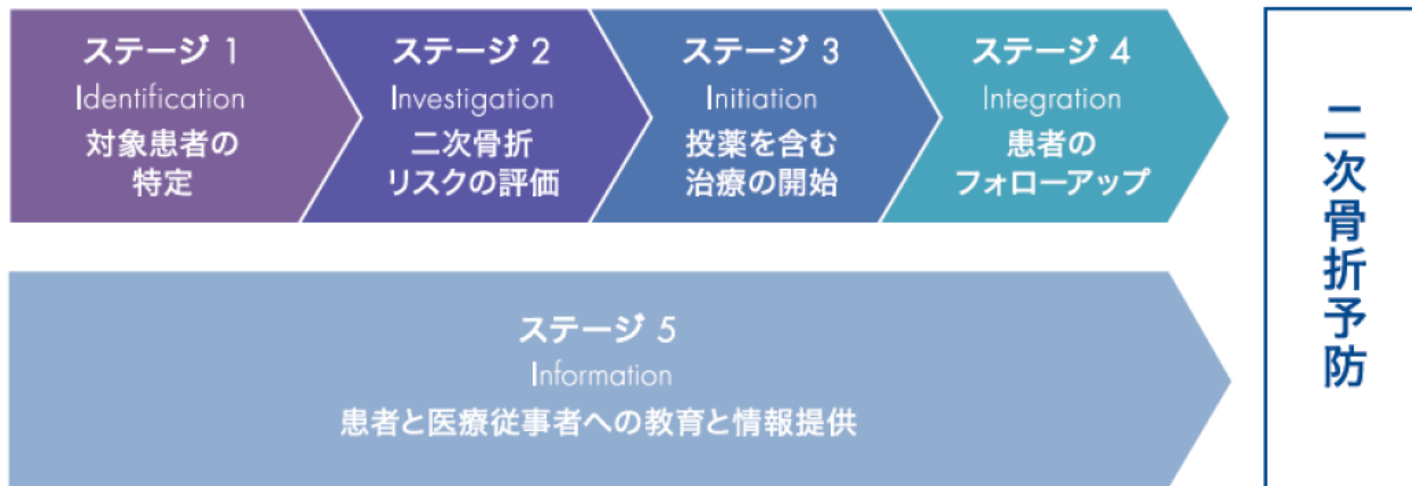 ステージ 1
Identification
対象患者の
特定
ステージ 2
Investigation
二次骨折
リスクの評価
ステージ 3
Initiation
投薬を含む
治療の開始
ステージ 4
Integration
患者の
フォローアップ
ステージ 5
Information
患者と医療従事者への教育と情報提供
二次骨折予防